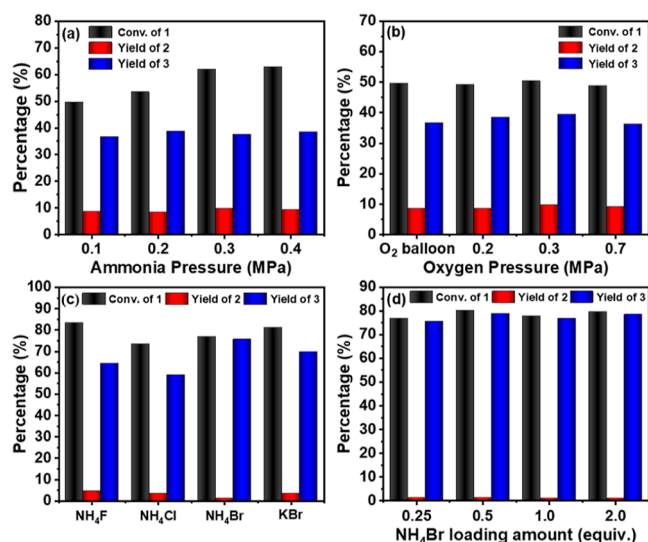 (a)
Conv. of 1
Yield of 2
Yield of 3
Percentage (%)
80
70
60
50
40
30
20
10
0
0.1 0.2 0.3 0.4
Ammonia Pressure (MPa)
(b)
Conv. of 1
Yield of 2
Yield of 3
Percentage (%)
70
60
50
40
30
20
10
0
O₂ balloon 0.2 0.3 0.7
Oxygen Pressure (MPa)
(c) Conv. of 1 Yield of 2 Yield of 3
Percentage (%)
100
90
80
70
60
50
40
30
20
10
0
NH₄F NH₄Cl NH₄Br KBr
(d) Conv. of 1 Yield of 2 Yield of 3
Percentage (%)
100
90
80
70
60
50
40
30
20
10
0
0.25 0.5 1.0 2.0
NH₄Br loading amount (equiv.)